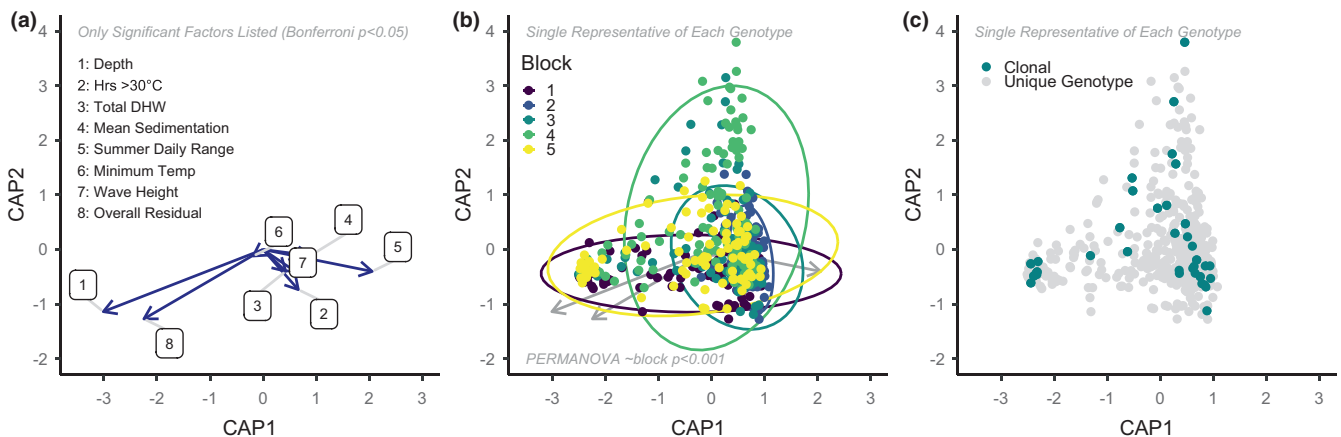 (a)
Only Significant Factors Listed (Bonferroni p<0.05)
1: Depth
2: Hrs >30°C
3: Total DHW
4: Mean Sedimentation
5: Summer Daily Range
6: Minimum Temp
7: Wave Height
8: Overall Residual
1
8
6
3
7
2
4
5
CAP2
4
3
2
1
0
-1
-2
-3
-2
-1
0
1
2
3
CAP1
(b)
Single Representative of Each Genotype
Block
1
2
3
4
5
PERMANOVA ~block p<0.001
CAP2
4
3
2
1
0
-1
-2
-3
-2
-1
0
1
2
3
CAP1
(c)
Single Representative of Each Genotype
Clonal
Unique Genotype
CAP2
4
3
2
1
0
-1
-2
-3
-2
-1
0
1
2
3
CAP1